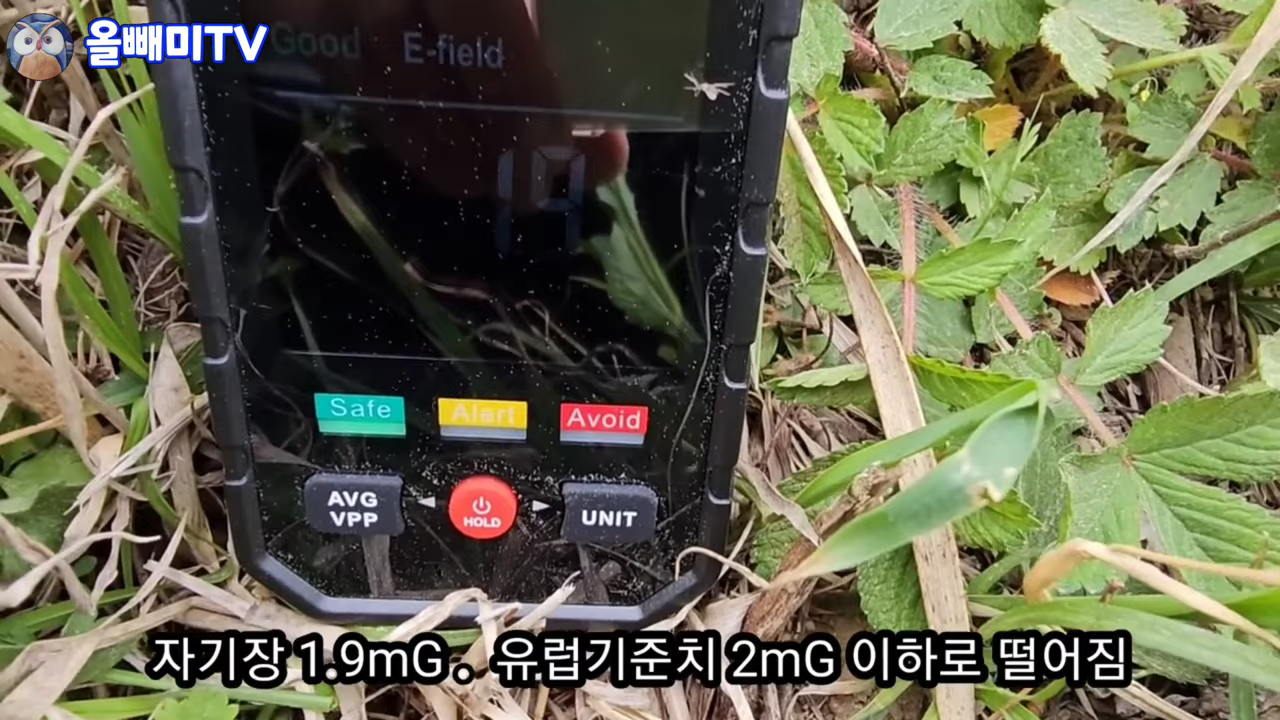 올빼미TV
Good E-field
Safe Alert Avoid
AVG
VPP
HOLD
UNIT
자기장 1.9mG . 유럽기준치 2mG 이하로 떨어짐